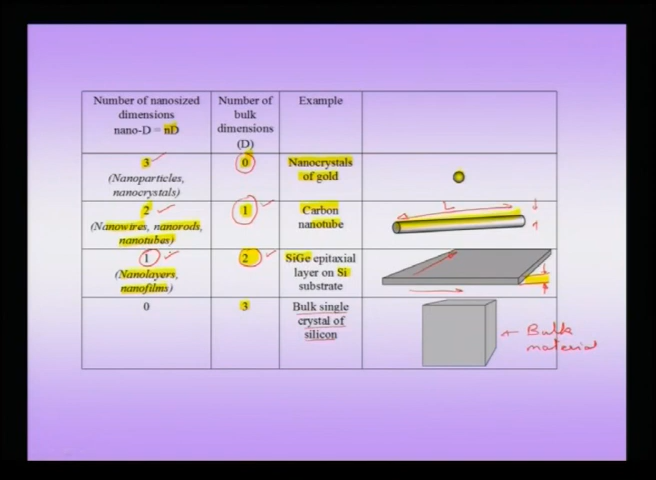 Number of nanosized
dimensions
nano-D = nD
Number of
bulk
dimensions
(D)
Example
3
(Nanoparticles,
nanocrystals)
0
Nanocrystals
of gold
2
(Nanowires, nanorods,
nanotubes)
1
Carbon
nanotube
L
1
(Nanolayers,
nanofilms)
2
SiGe epitaxial
layer on Si
substrate
0
3
Bulk single
crystal of
silicon
Bulk
material